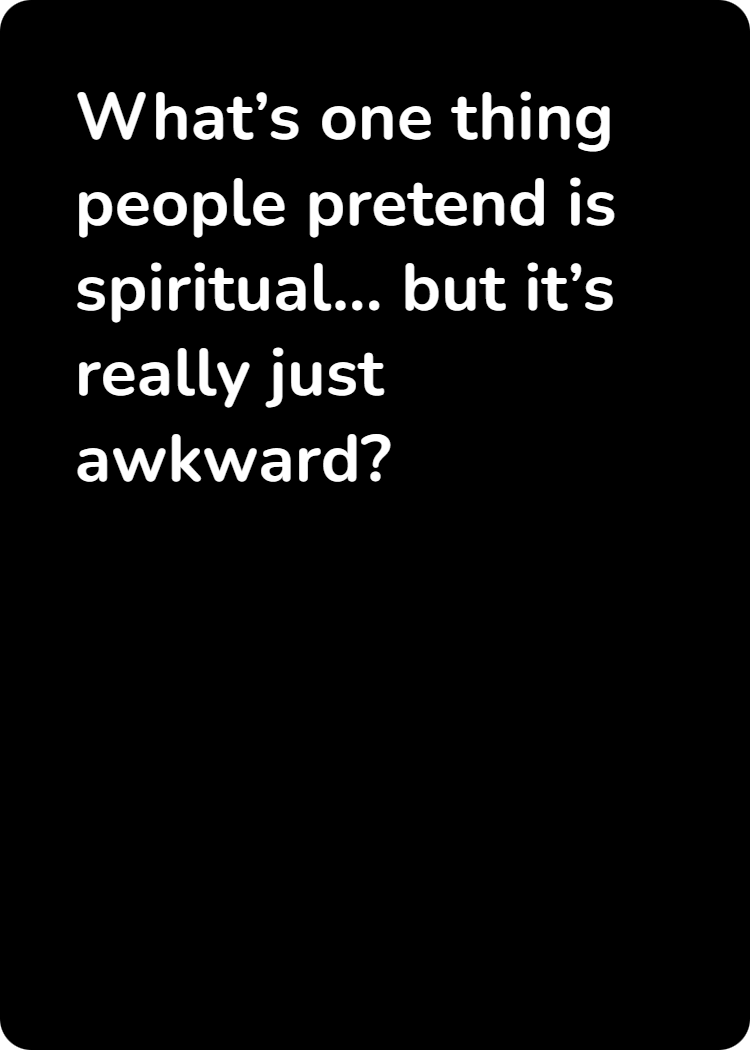 What’s one thing
people pretend is
spiritual... but it’s
really just
awkward?